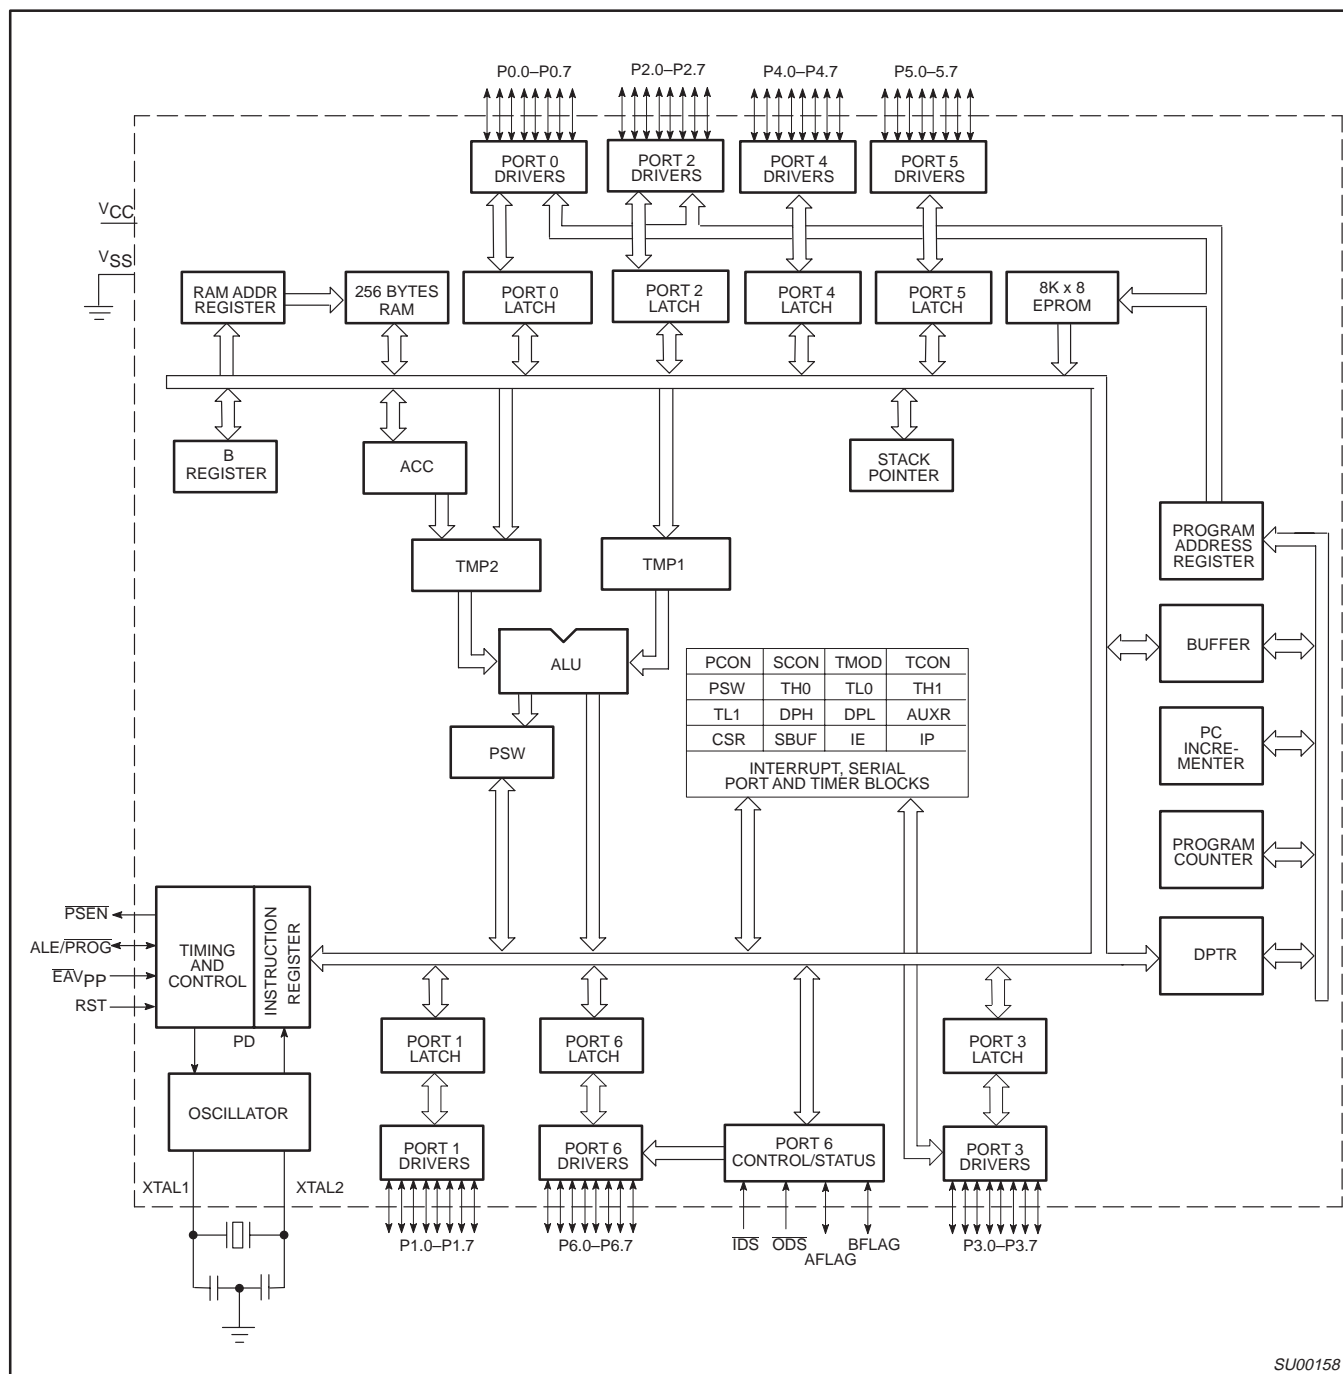 P0.0–P0.7
P2.0–P2.7
P4.0–P4.7
P5.0–5.7
PORT 0
DRIVERS
PORT 2
DRIVERS
PORT 4
DRIVERS
PORT 5
DRIVERS
VCC
VSS
RAM ADDR
REGISTER
256 BYTES
RAM
PORT 0
LATCH
PORT 2
LATCH
PORT 4
LATCH
PORT 5
LATCH
8K x 8
EPROM
B
REGISTER
ACC
STACK
POINTER
TMP2
TMP1
PROGRAM
ADDRESS
REGISTER
ALU
BUFFER
PCON SCON TMOD TCON
PSW TH0 TL0 TH1
TL1 DPH DPL AUXR
CSR SBUF IE IP
INTERRUPT, SERIAL
PORT AND TIMER BLOCKS
PSW
PC
INCRE-
MENTER
PROGRAM
COUNTER
PSEN
ALE/PROG
EAVPP
RST
TIMING
AND
CONTROL
INSTRUCTION
REGISTER
DPTR
PD
PORT 1
LATCH
PORT 6
LATCH
PORT 3
LATCH
OSCILLATOR
PORT 1
DRIVERS
PORT 6
DRIVERS
PORT 6
CONTROL/STATUS
PORT 3
DRIVERS
XTAL1
XTAL2
P1.0–P1.7
P6.0–P6.7
IDS
ODS
AFLAG
BFLAG
P3.0–P3.7
SU00158